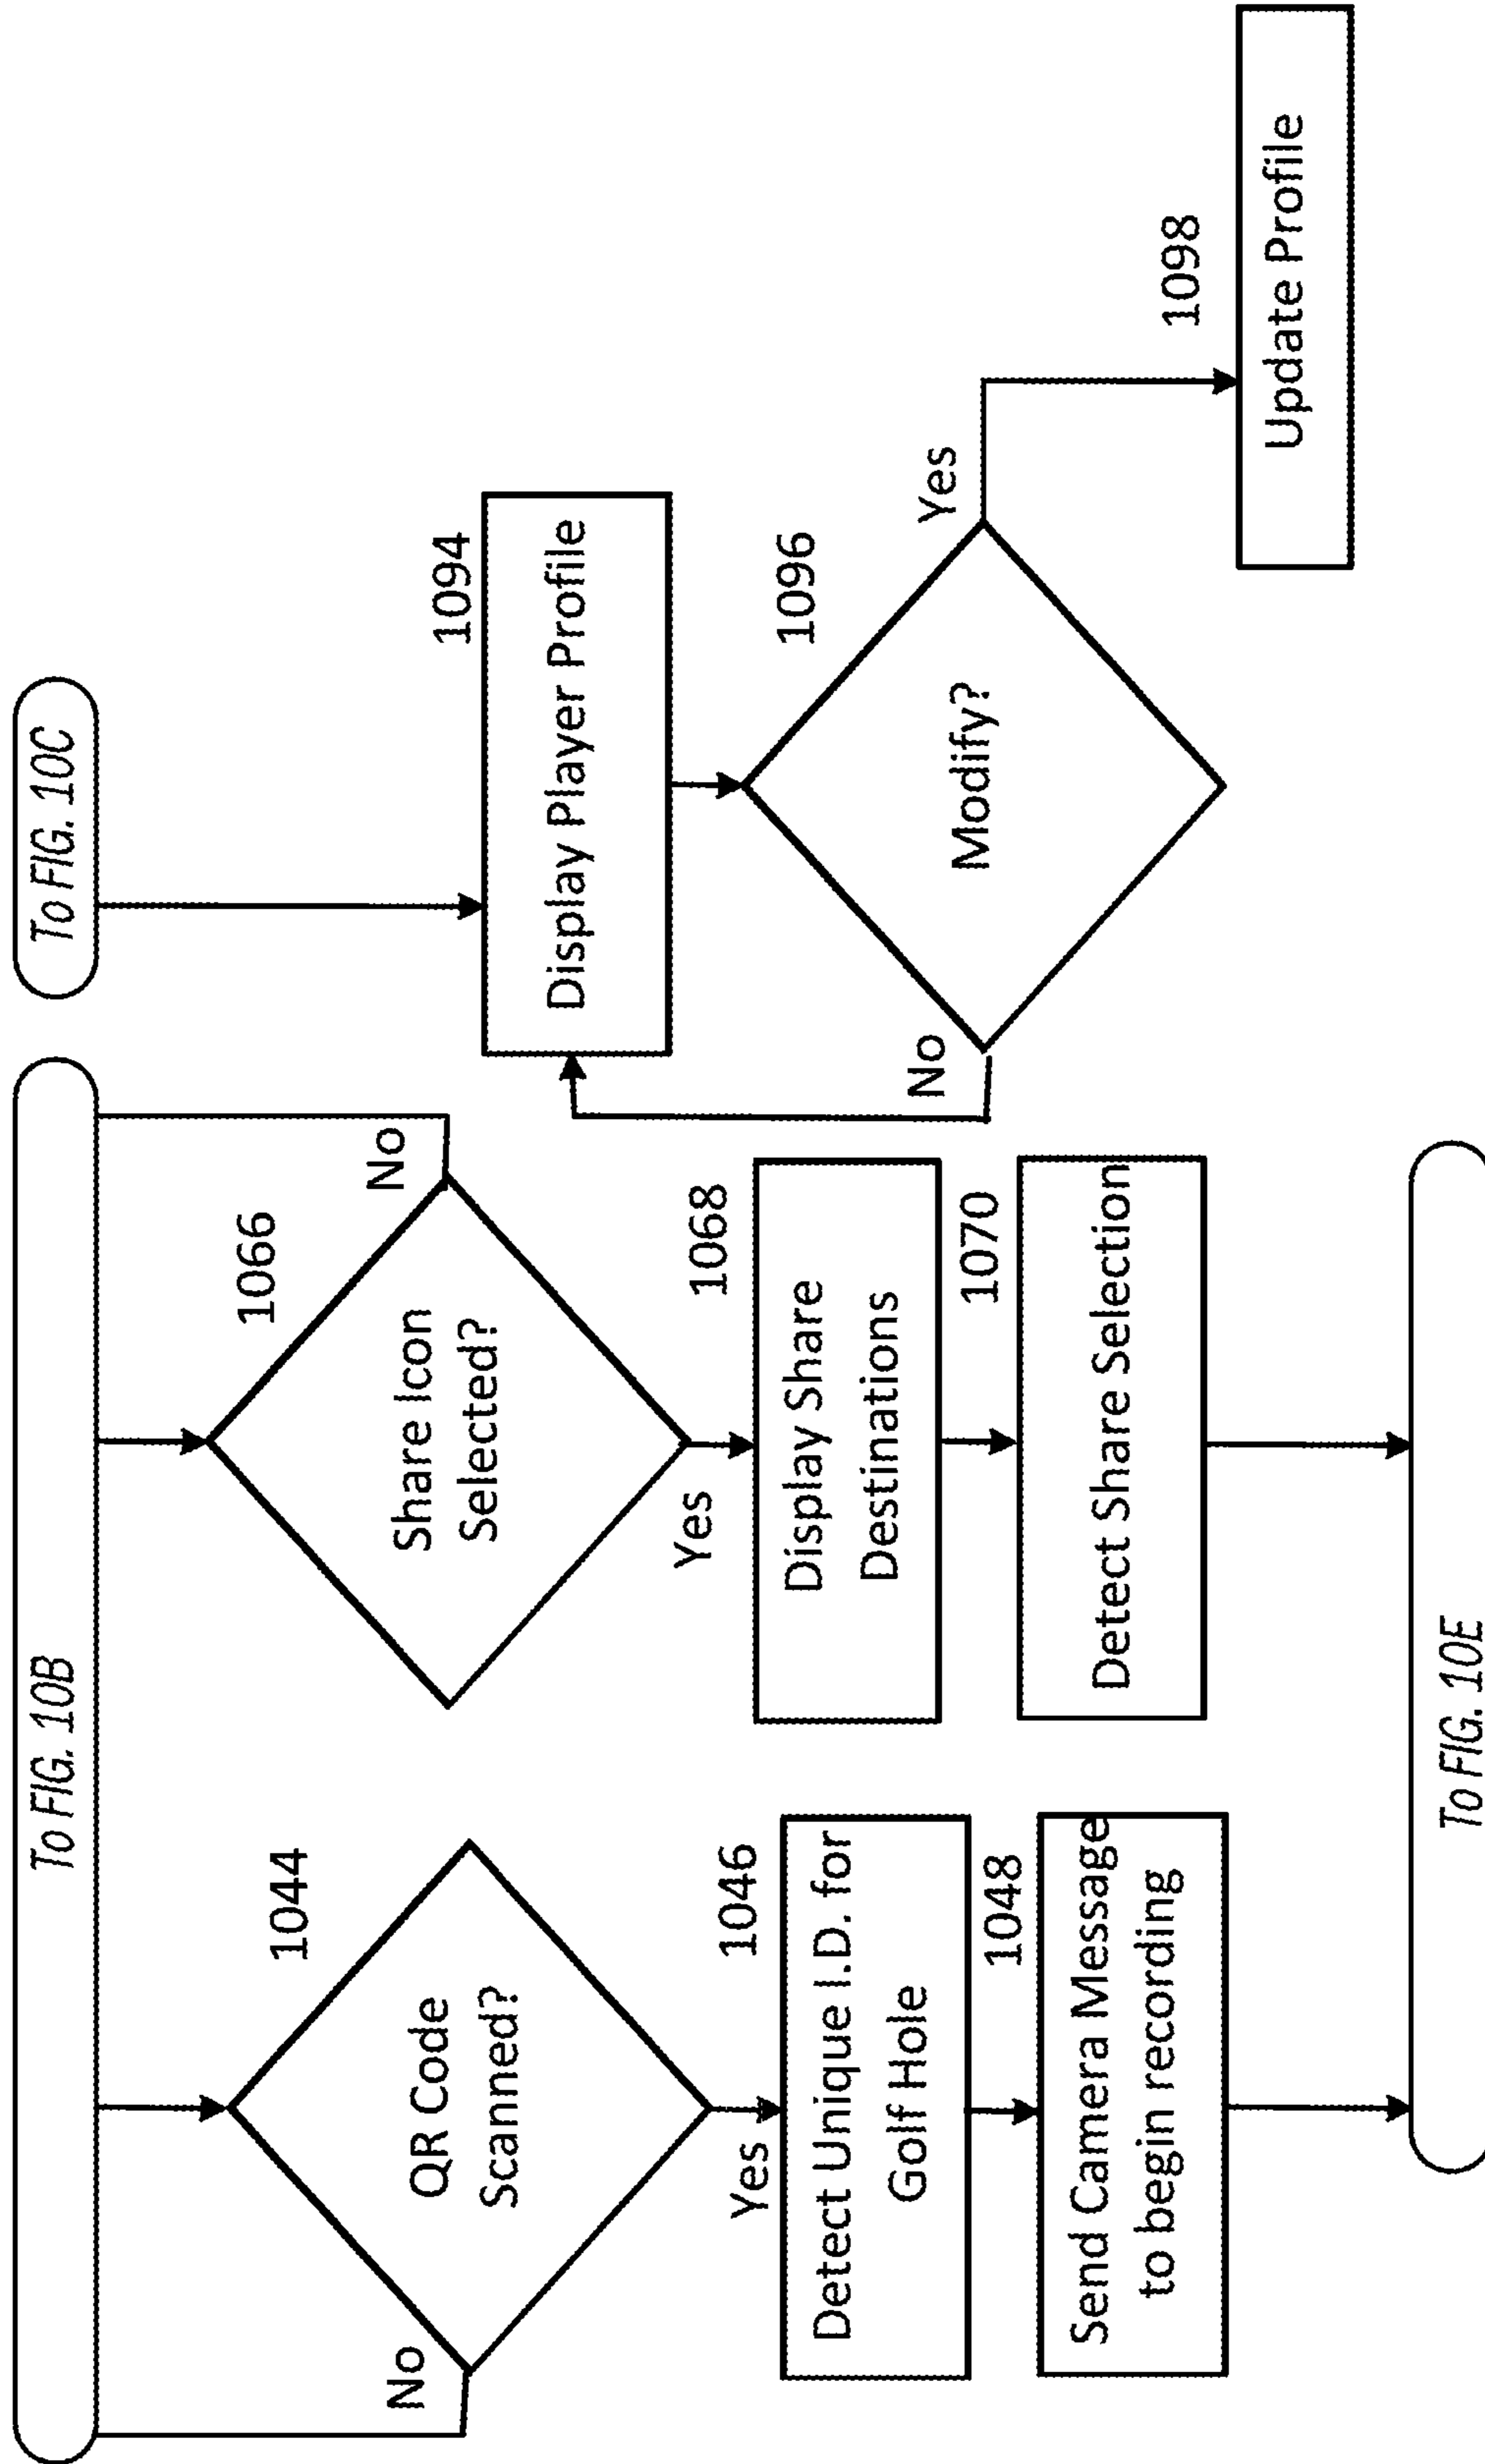 To FIG. 10B
1044
QR Code
Scanned?
No
Yes
1046
Detect Unique I.D. for
Golf Hole
1048
Send Camera Message
to begin recording
1066
Share Icon
Selected?
No
Yes
1068
Display Share
Destinations
1070
Detect Share Selection
To FIG. 10E
To FIG. 10C
1094
Display Player Profile
1096
Modify?
No
Yes
1098
Update Profile